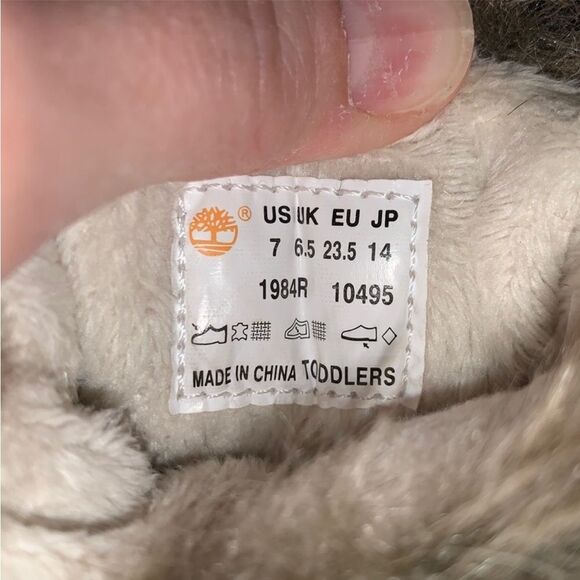 ® US UK EU JP
7 6.5 23.5 14
1984R 10495
MADE IN CHINA TODDLERS